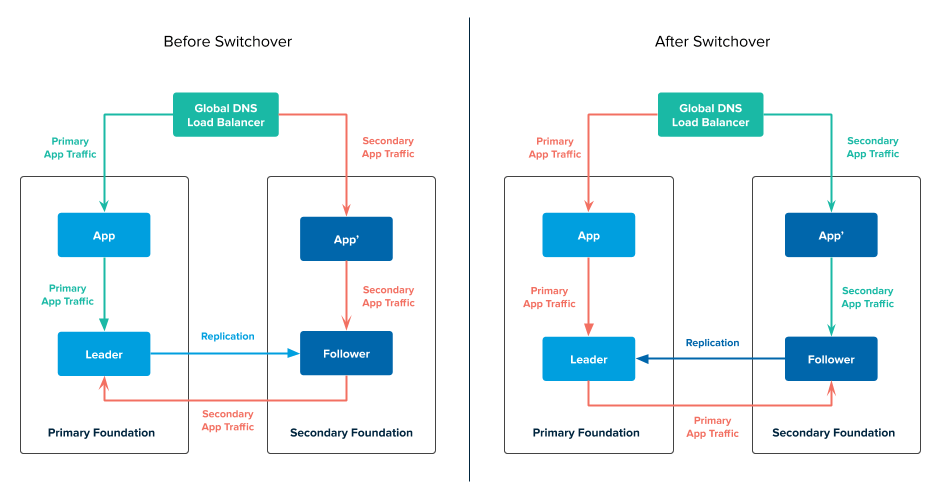 Before Switchover
Global DNS
Load Balancer
Primary
App Traffic
Secondary
App Traffic
App
App’
Primary
App Traffic
Secondary
App Traffic
Replication
Leader
Follower
Secondary
App Traffic
Primary Foundation
Secondary Foundation
After Switchover
Global DNS
Load Balancer
Primary
App Traffic
Secondary
App Traffic
App
App’
Primary
App Traffic
Secondary
App Traffic
Replication
Leader
Follower
Primary
App Traffic
Primary Foundation
Secondary Foundation